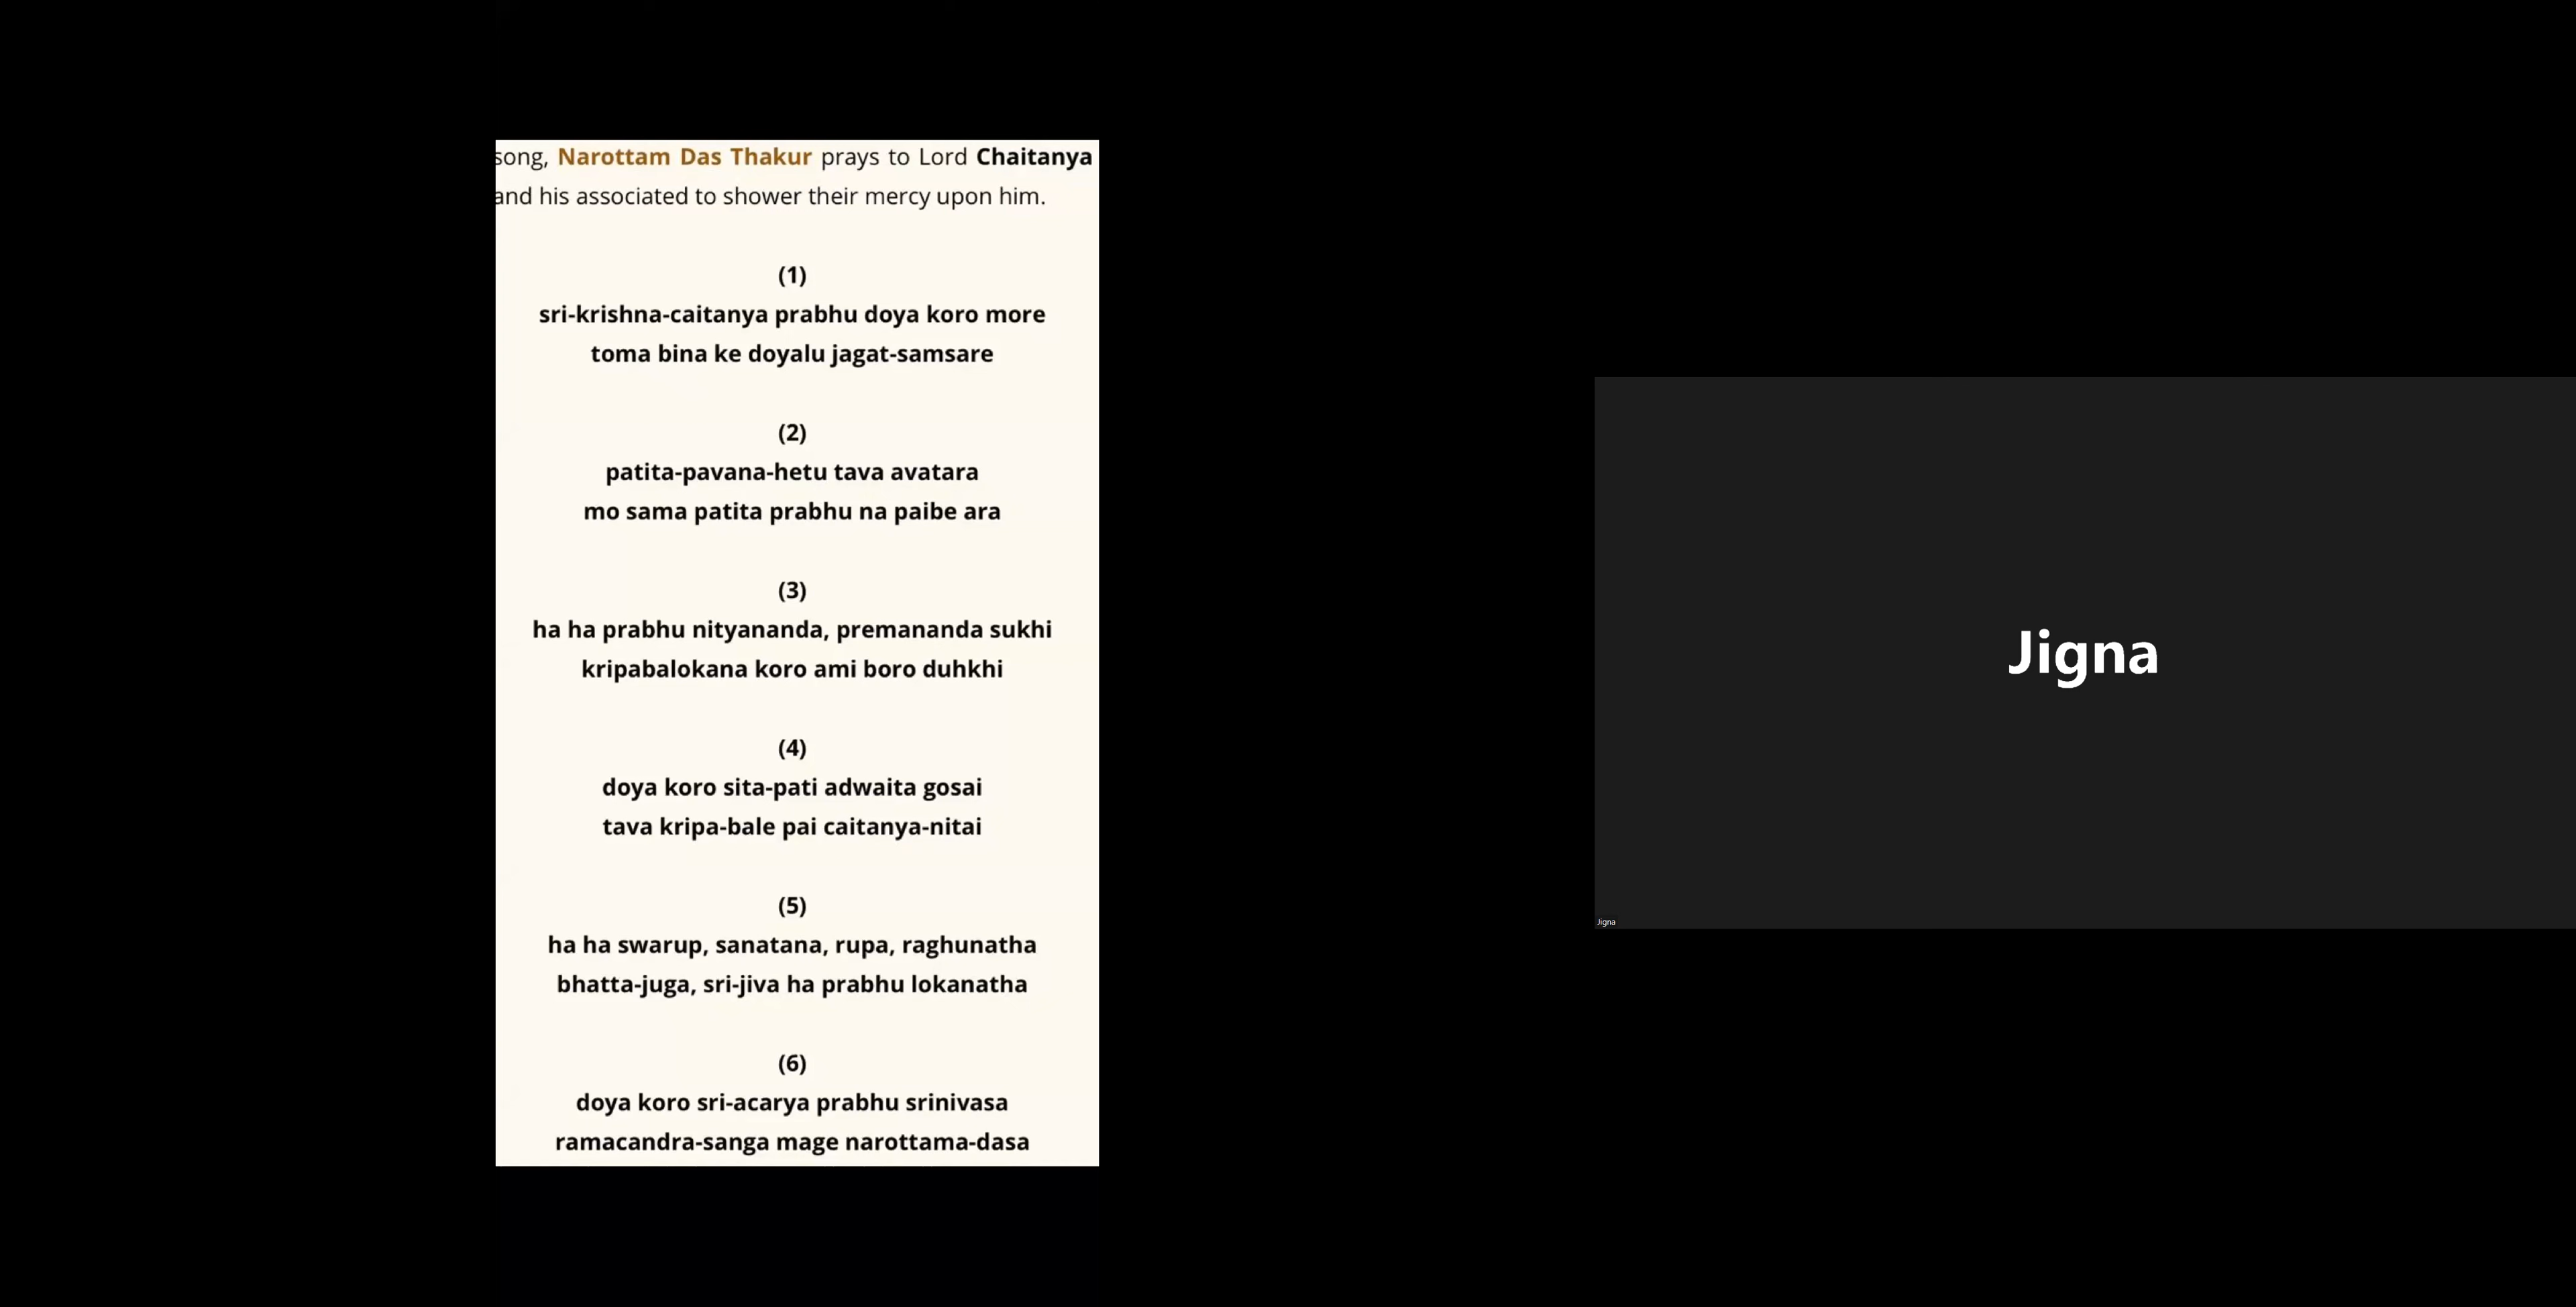 song, Narottam Das Thakur prays to Lord Chaitanya
and his associated to shower their mercy upon him.
(1)
sri-krishna-caitanya prabhu doya koro more
toma bina ke doyalu jagat-samsare
(2)
patita-pavana-hetu tava avatara
mo sama patita prabhu na paibe ara
(3)
ha ha prabhu nityananda, premananda sukhi
kripabalokana koro ami boro duhkhi
(4)
doya koro sita-pati adwaita gosai
tava kripa-bale pai caitanya-nitai
(5)
ha ha swarup, sanatana, rupa, raghunatha
bhatta-juga, sri-jiva ha prabhu lokanatha
(6)
doya koro sri-acarya prabhu srinivasa
ramacandra-sanga mage narottama-dasa
Jigna
Jigna